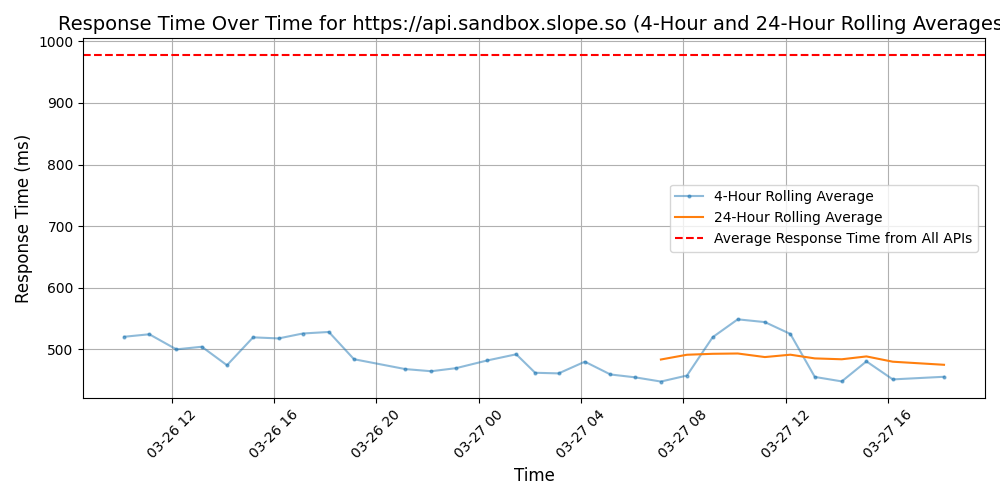 Response Time Over Time for https://api.sandbox.slope.so (4-Hour and 24-Hour Rolling Averages
Response Time (ms)
1000
900
800
700
600
500
4-Hour Rolling Average
24-Hour Rolling Average
Average Response Time from All APIs
03-26 12
03-26 16
03-26 20
03-27 00
03-27 04
03-27 08
03-27 12
03-27 16
Time